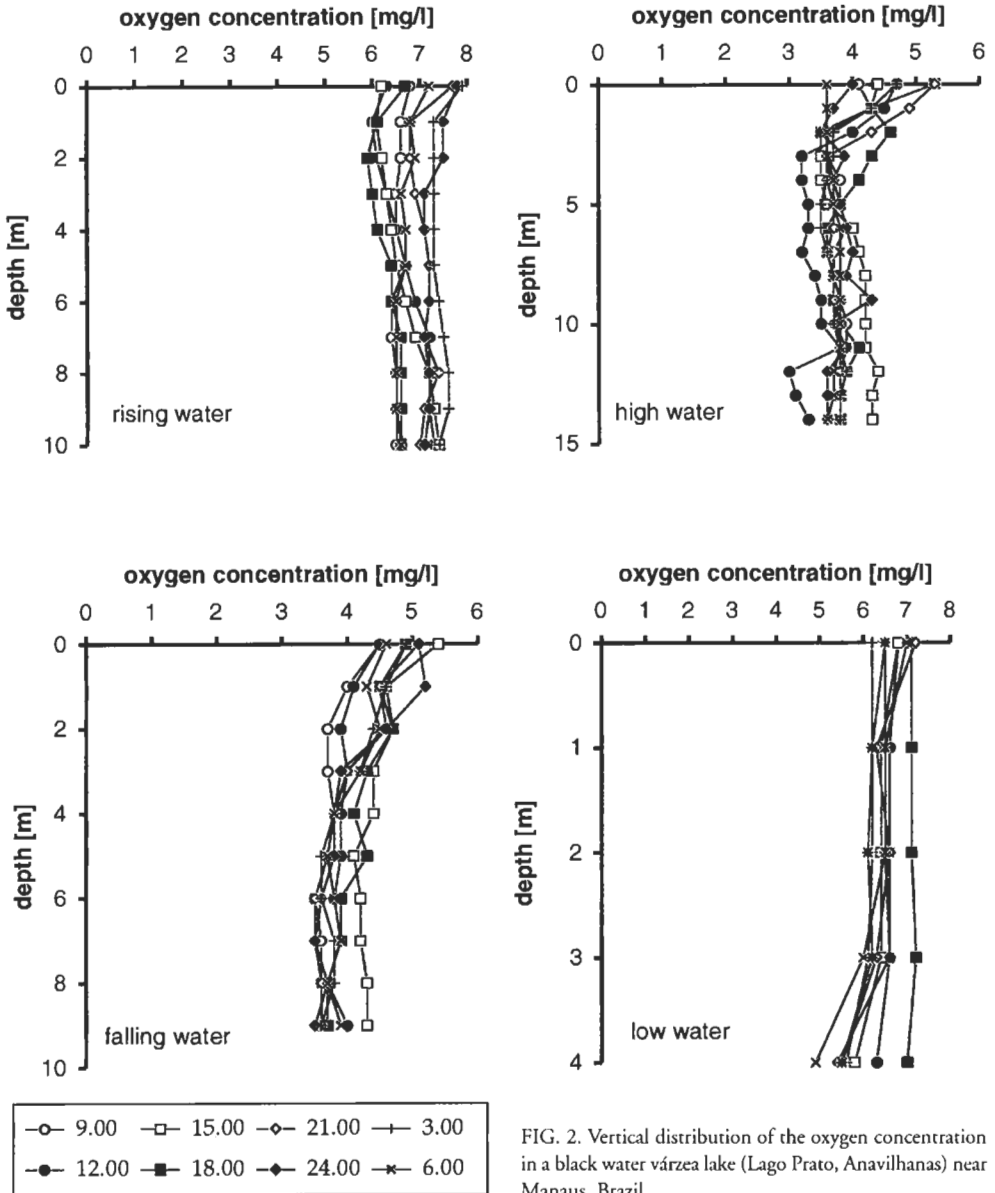 oxygen concentration [mg/l]
0 1 2 3 4 5 6 7 8
0
2
4
6
8
10
depth [m]
rising water
oxygen concentration [mg/l]
0 1 2 3 4 5 6
0
5
10
15
depth [m]
high water
oxygen concentration [mg/l]
0 1 2 3 4 5 6
0
2
4
6
8
10
depth [m]
falling water
oxygen concentration [mg/l]
0 1 2 3 4 5 6 7 8
0
1
2
3
4
depth [m]
low water
9.00 15.00 21.00 3.00
12.00 18.00 24.00 6.00
FIG. 2. Vertical distribution of the oxygen concentration
in a black water várzea lake (Lago Prato, Anavilhanas) near
Manaus, Brazil